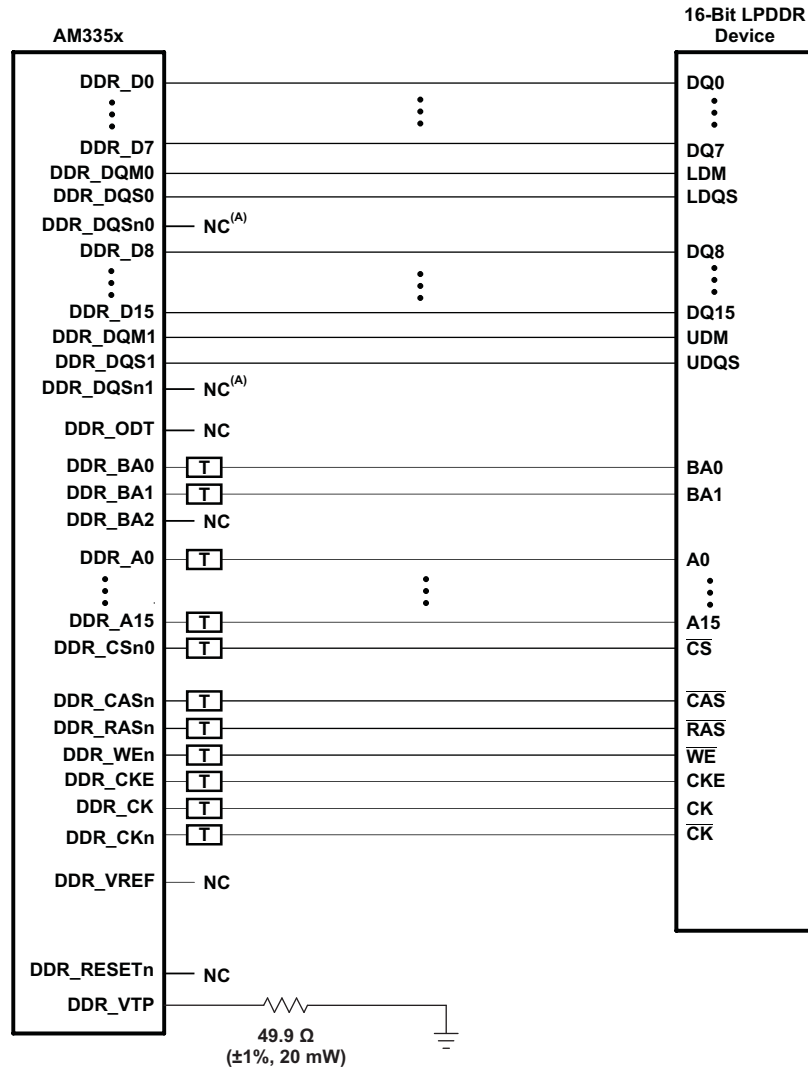 16-Bit LPDDR
Device
AM335x
DDR_D0 DQ0
DDR_D7 DQ7
DDR_DQM0 LDM
DDR_DQS0 LDQS
DDR_DQSn0 NC(A)
DDR_D8 DQ8
DDR_D15 DQ15
DDR_DQM1 UDM
DDR_DQS1 UDQS
DDR_DQSn1 NC(A)
DDR_ODT NC
DDR_BA0 T BA0
DDR_BA1 T BA1
DDR_BA2 NC
DDR_A0 T A0
DDR_A15 T A15
DDR_CSn0 T CS
DDR_CASn T CAS
DDR_RASn T RAS
DDR_WEn T WE
DDR_CKE T CKE
DDR_CK T CK
DDR_CKn T CK
DDR_VREF NC
DDR_RESETn NC
DDR_VTP
49.9 Ω
(±1%, 20 mW)